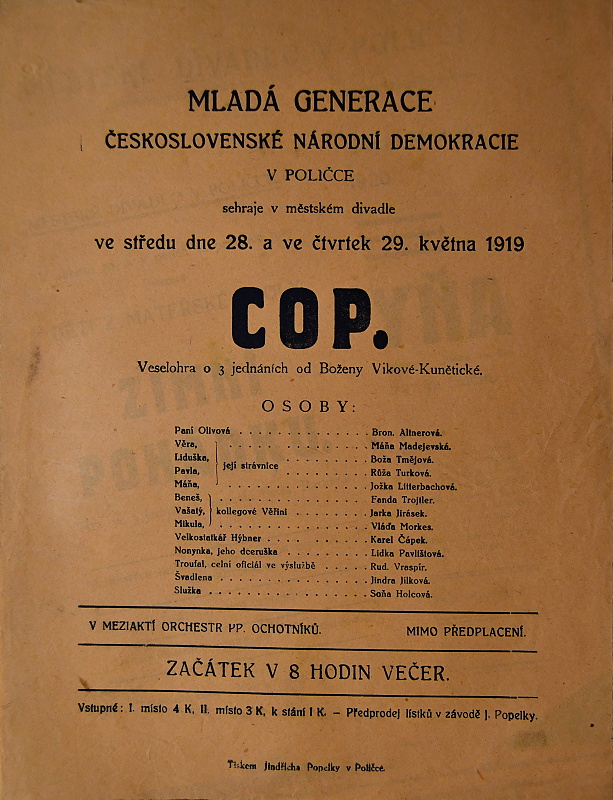 MLADÁ GENERACE
ČESKOSLOVENSKÉ NÁRODNÍ DEMOKRACIE
V POLIČCE
sehraje v městském divadle
ve středu dne 28. a ve čtvrtek 29. května 1919
COP.
Veselohra o 3 jednáních od Boženy Vikové-Kunětické.
OSOBY:
Paní Olivová . . . . . . . . . . . . . . Bron. Altnerová.
Věra, . . . . . . . . . . . . . . . Máňa Madejevská.
Liduška, . . . . . . . . Boža Tmějová.
její strávnice
Pavla, . . . . . . . . Růža Turková.
Máňa, . . . . . . . . . . . . . . . Jožka Litterbachová.
Beneš, . . . . . . . . . . . . . . . Fanda Trojtler.
Vašatý, kollegové Věřini . . . . . . . . Jarka Jirásek.
Mikula, . . . . . . . . . . . . . . . Vláďa Morkes.
Velkostatkář Hýbner . . . . . . . . . . . Karel Čápek.
Nonynka, jeho dceruška . . . . . . . . . Lidka Pavlištová.
Troufal, celní oficiál ve výslužbě . . . . . Rud. Vraspír.
Švadlena . . . . . . . . . . . . . . . Jindra Jílková.
Služka . . . . . . . . . . . . . . . . Soňa Holcová.
V MEZIAKTÍ ORCHESTR PP. OCHOTNÍKŮ. MIMO PŘEDPLACENÍ.
ZAČÁTEK V 8 HODIN VEČER.
Vstupné: I. místo 4 K, II. místo 3 K, k stání 1 K. – Předprodej lístků v závodě J. Popelky.
Tiskem Jindřicha Popelky v Poličce.